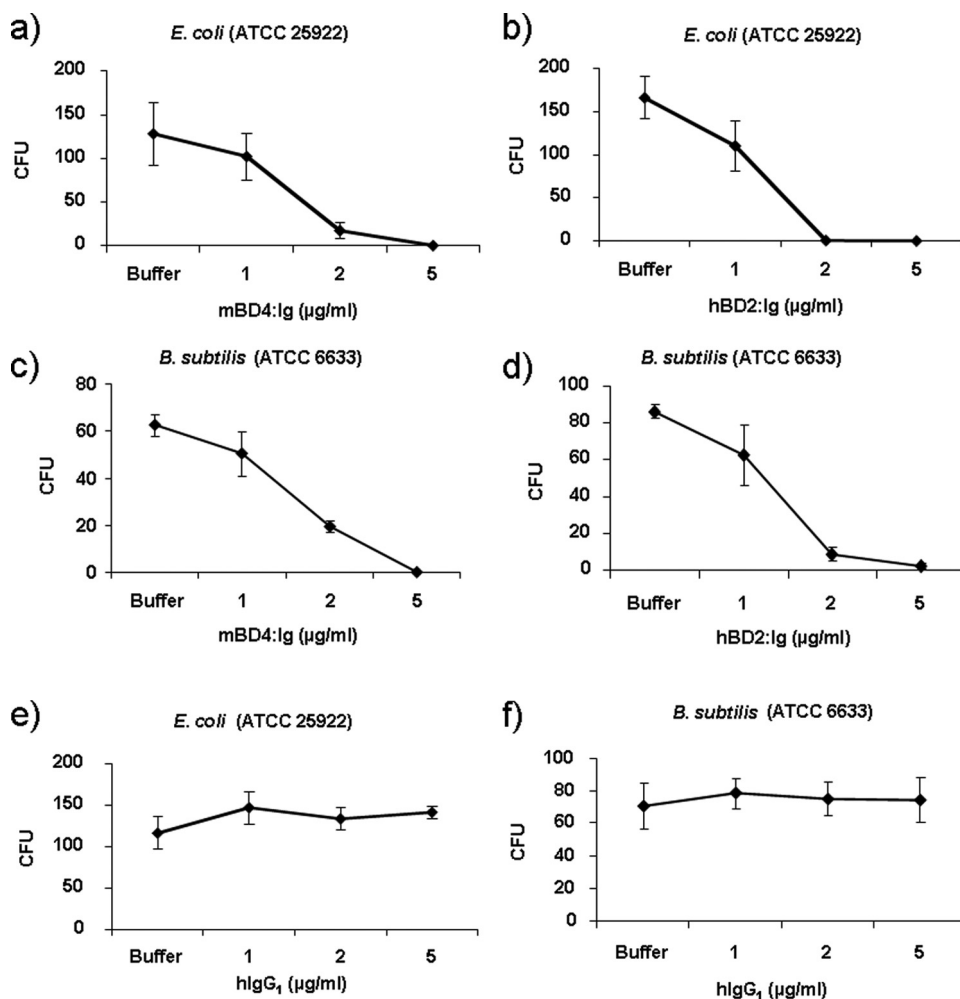 a)
E. coli (ATCC 25922)
200
150
100
50
0
CFU
Buffer 1 2 5
mBD4:Ig (µg/ml)
b)
E. coli (ATCC 25922)
200
150
100
50
0
CFU
Buffer 1 2 5
hBD2:Ig (µg/ml)
c)
B. subtilis (ATCC 6633)
80
60
40
20
0
CFU
Buffer 1 2 5
mBD4:Ig (µg/ml)
d)
B. subtilis (ATCC 6633)
100
80
60
40
20
0
CFU
Buffer 1 2 5
hBD2:Ig (µg/ml)
e)
E. coli (ATCC 25922)
200
150
100
50
0
CFU
Buffer 1 2 5
hIgG₁ (µg/ml)
f)
B. subtilis (ATCC 6633)
100
80
60
40
20
0
CFU
Buffer 1 2 5
hIgG₁ (µg/ml)